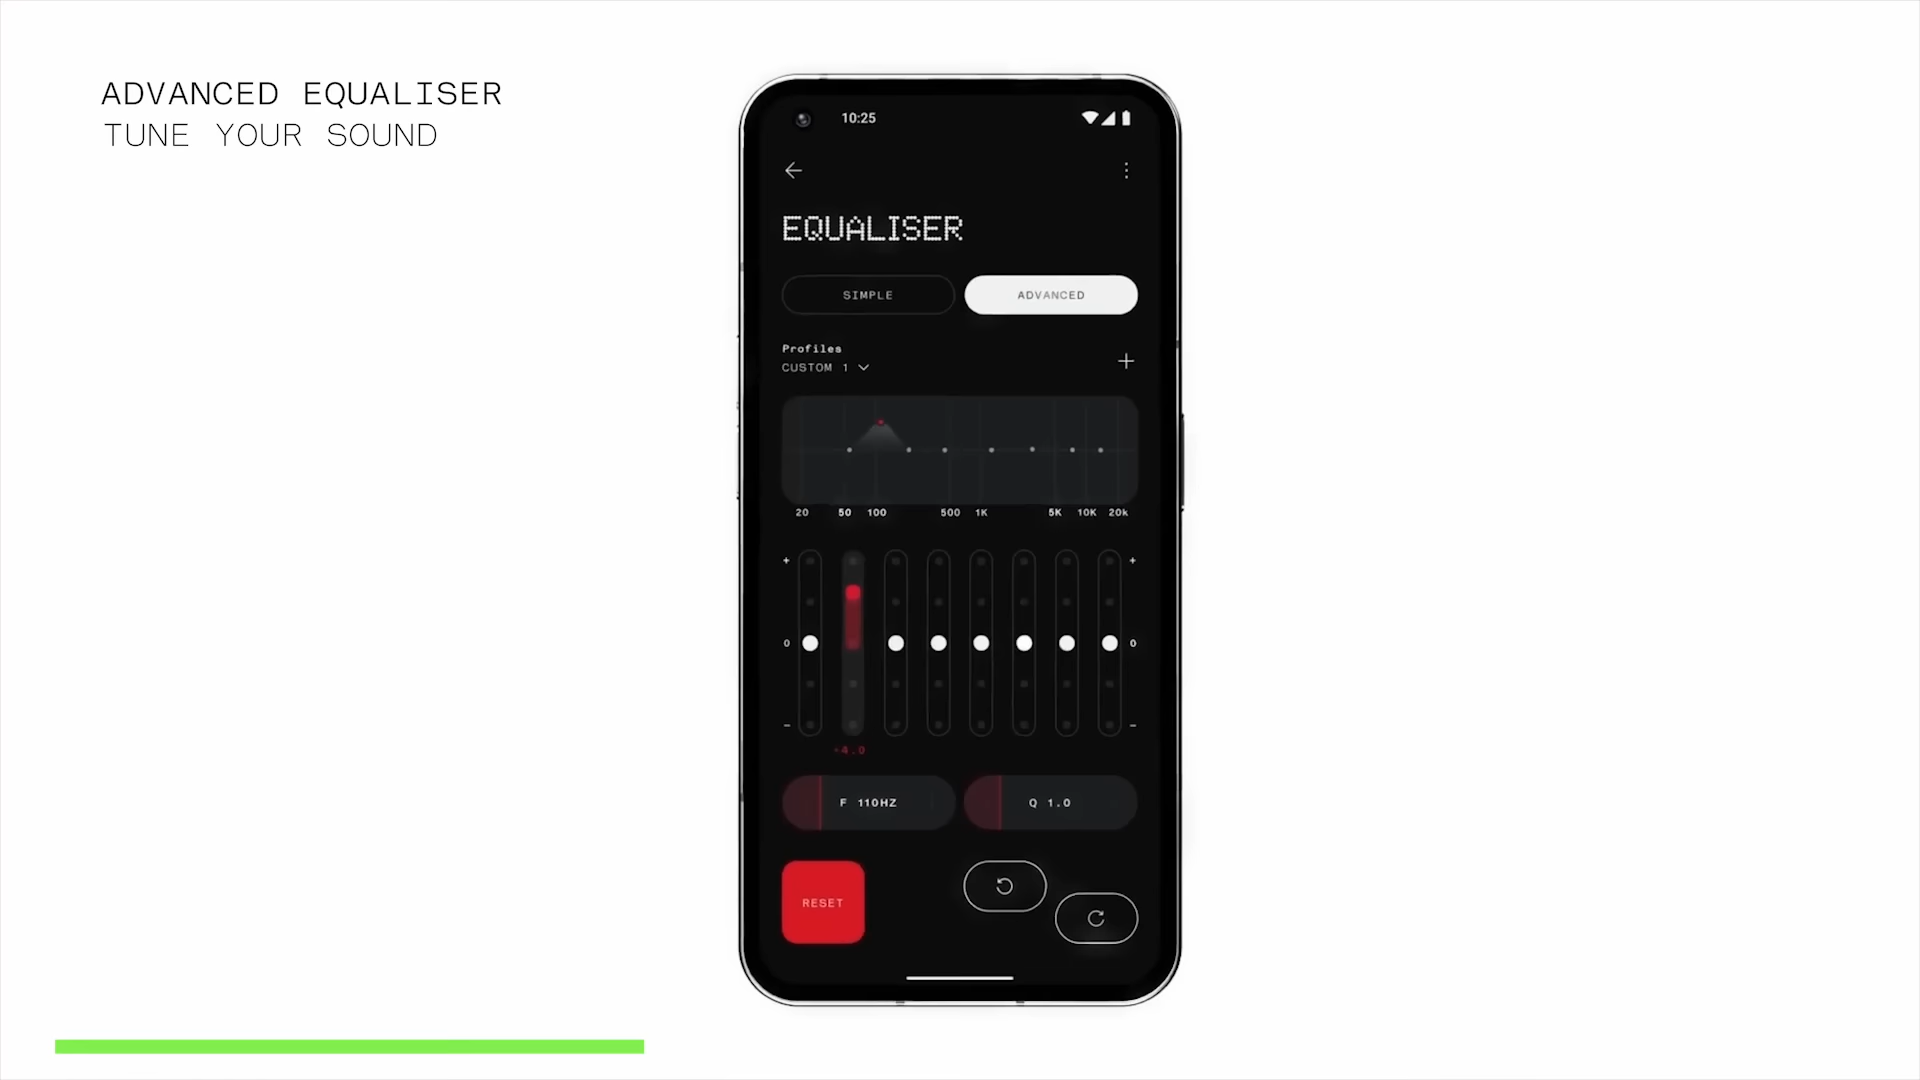 ADVANCED EQUALISER
TUNE YOUR SOUND
10:25
EQUALISER
SIMPLE ADVANCED
Profiles
CUSTOM 1
20 50 100 500 1K 5K 10K 20k
+ +
0 0
- -
+4.0
F 110HZ Q 1.0
RESET